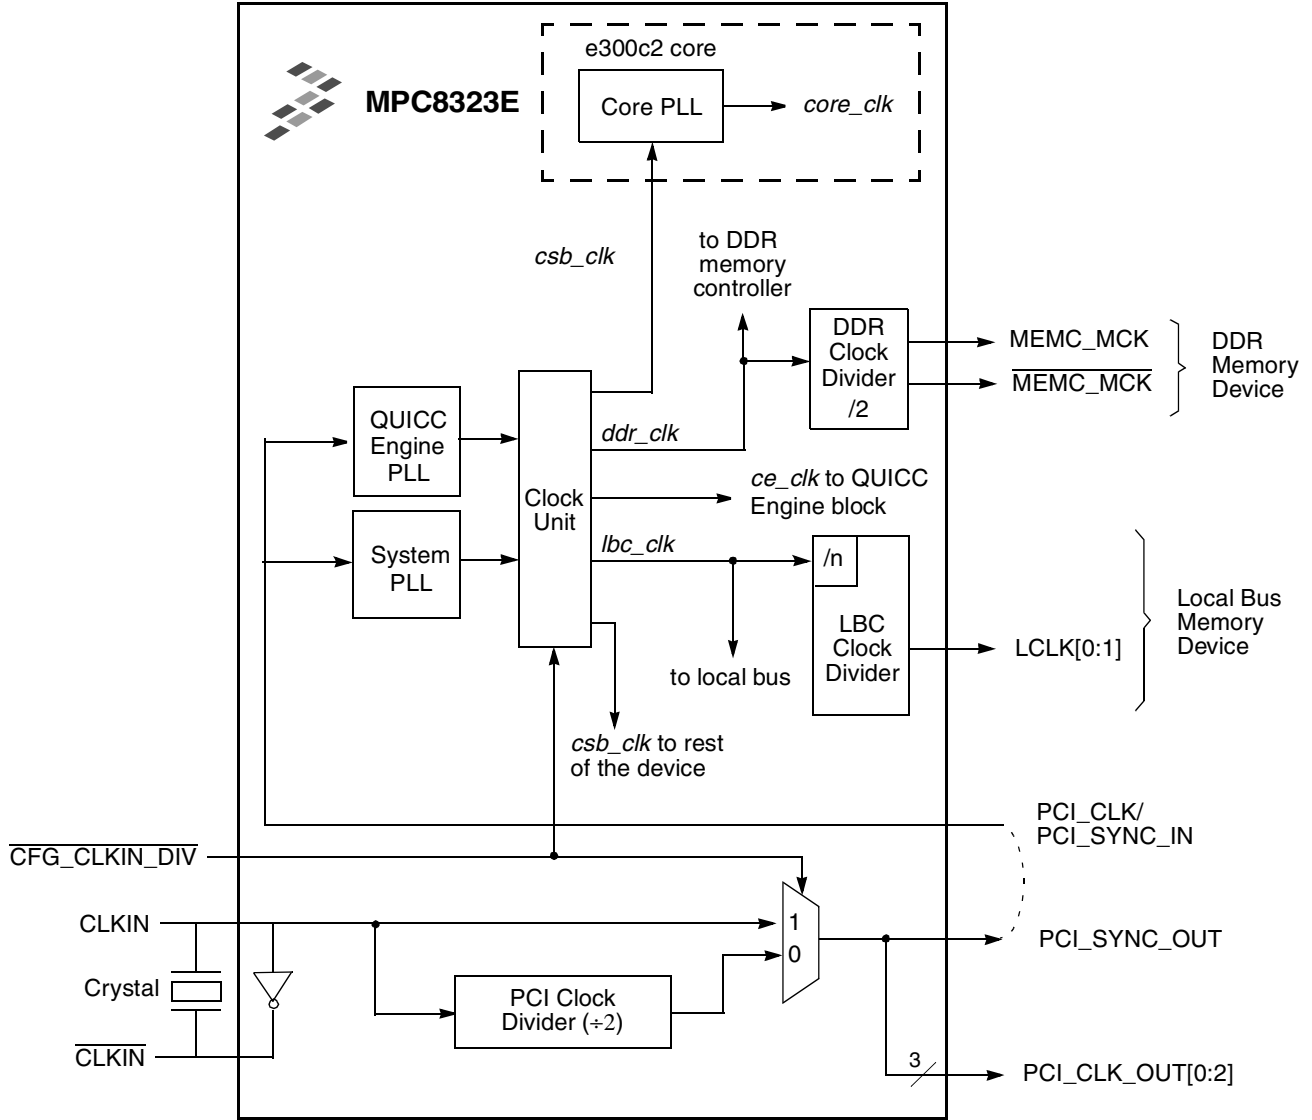 e300c2 core
MPC8323E
Core PLL
core_clk
csb_clk
to DDR
memory
controller
DDR
Clock
Divider
/2
MEMC_MCK
MEMC_MCK
DDR
Memory
Device
QUICC
Engine
PLL
Clock
Unit
ddr_clk
ce_clk to QUICC
Engine block
System
PLL
lbc_clk
/n
LBC
Clock
Divider
to local bus
LCLK[0:1]
Local Bus
Memory
Device
csb_clk to rest
of the device
PCI_CLK/
PCI_SYNC_IN
CFG_CLKIN_DIV
CLKIN
1
0
PCI_SYNC_OUT
Crystal
PCI Clock
Divider (÷2)
CLKIN
3
PCI_CLK_OUT[0:2]